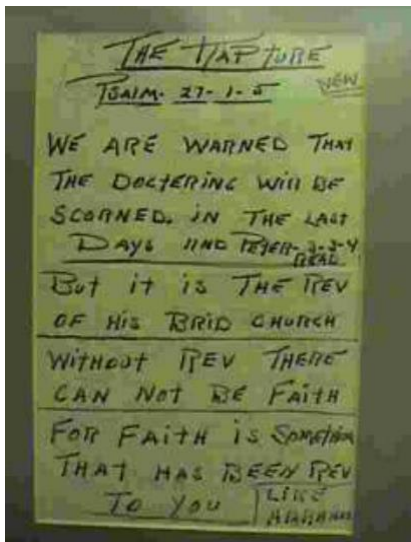 THE RAPTURE
NEW
PSAlM. 27-1-5
WE ARE WARNED THAT
THE DOCTERING Will BE
SCORNED. IN THE LAST
DAYS IIND PETER-3-3-4
READ
But it is THE REV
OF His BRID CHURCH
WITHOUT REV THERE
CAN NOT BE FAITH
FOR FAITH is SOMETHIN
THAT HAS BEEN REV
TO YOU
LIKE
ABRAHAM